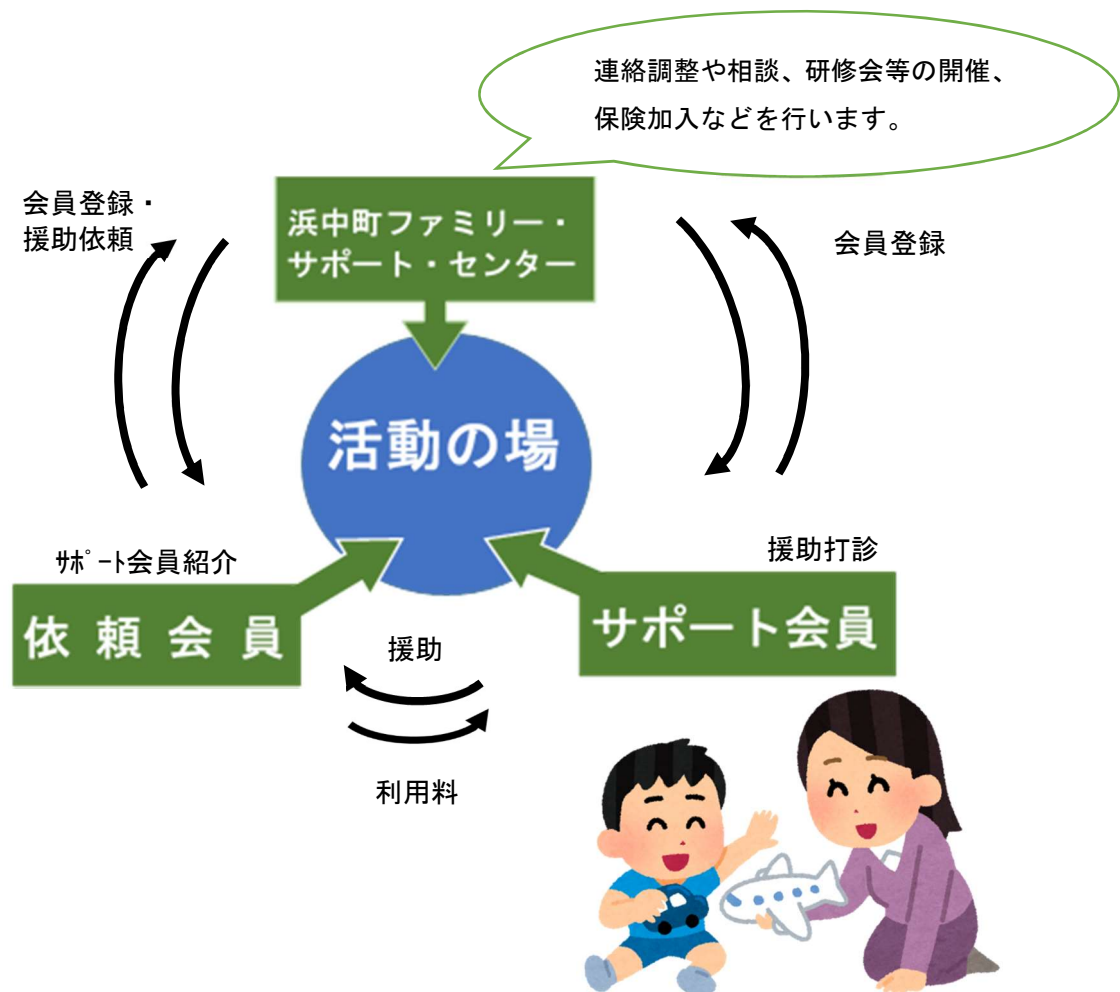 連絡調整や相談、研修会等の開催、
保険加入などを行います。
会員登録・
援助依頼
浜中町ファミリー・
サポート・センター
会員登録
活動の場
ｻﾎﾟｰﾄ会員紹介
援助打診
依頼会員
サポート会員
援助
利用料